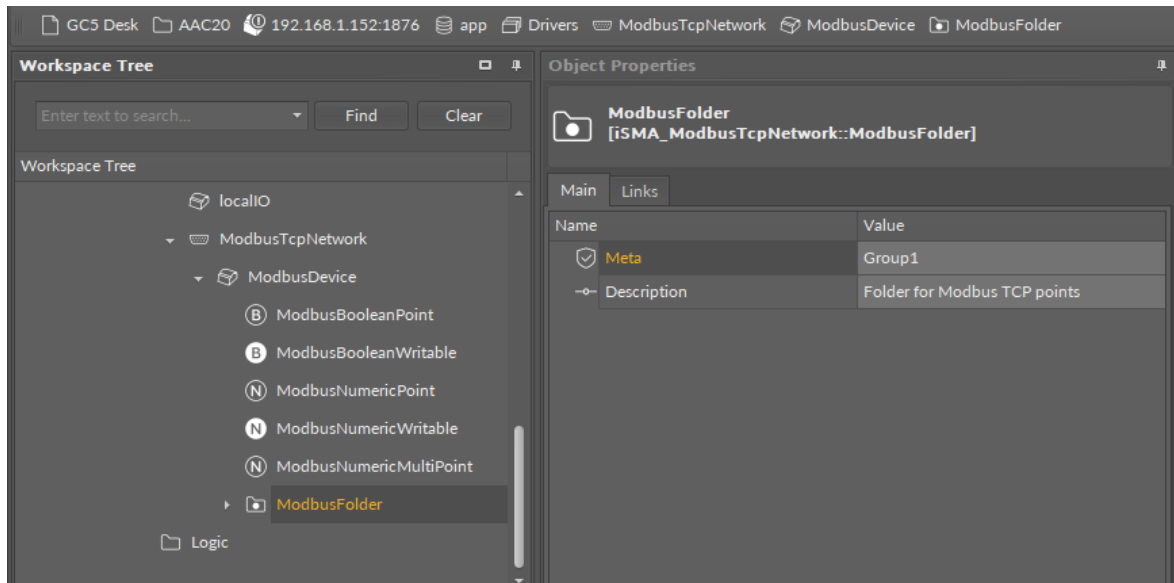 GC5 Desk AAC20 192.168.1.152:1876 app Drivers ModbusTcpNetwork ModbusDevice ModbusFolder
Workspace Tree
Enter text to search... Find Clear
Workspace Tree
localIO
ModbusTcpNetwork
ModbusDevice
B ModbusBooleanPoint
B ModbusBooleanWritable
N ModbusNumericPoint
N ModbusNumericWritable
N ModbusNumericMultiPoint
ModbusFolder
Logic
Object Properties
ModbusFolder
[iSMA_ModbusTcpNetwork::ModbusFolder]
Main Links
Name Value
Meta Group1
Description Folder for Modbus TCP points